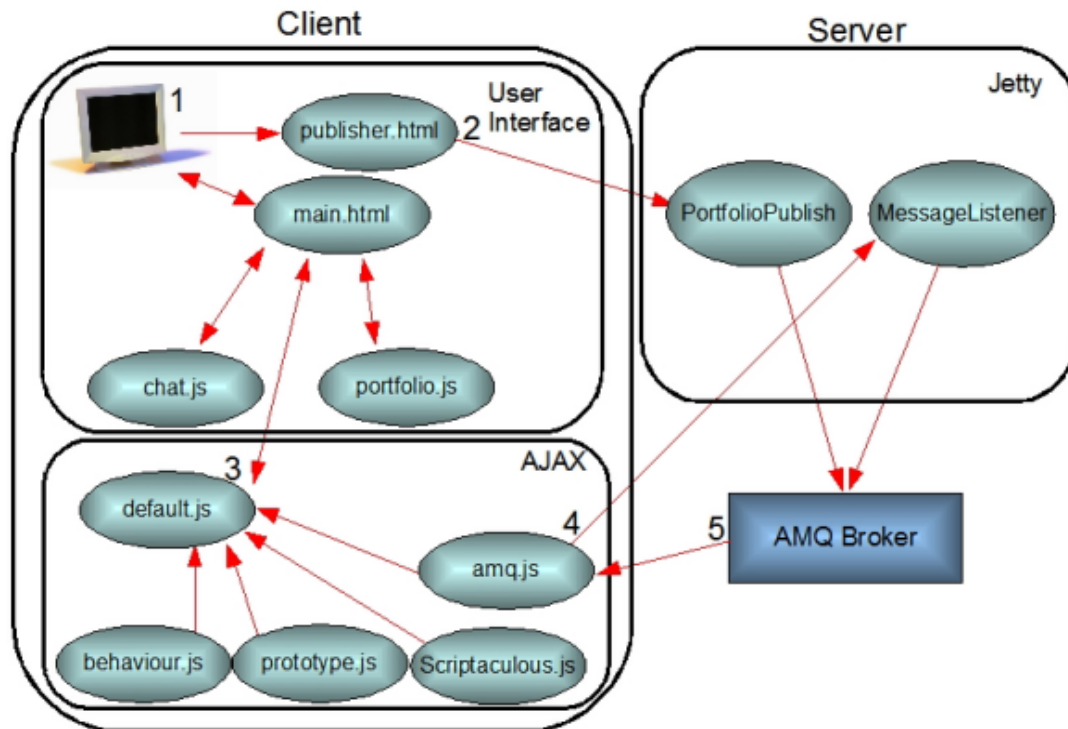 Client
Server
1
publisher.html
2
User
Interface
Jetty
main.html
PortfolioPublish
MessageListener
chat.js
portfolio.js
AJAX
3
default.js
4
amq.js
5
AMQ Broker
behaviour.js
prototype.js
Scriptaculous.js